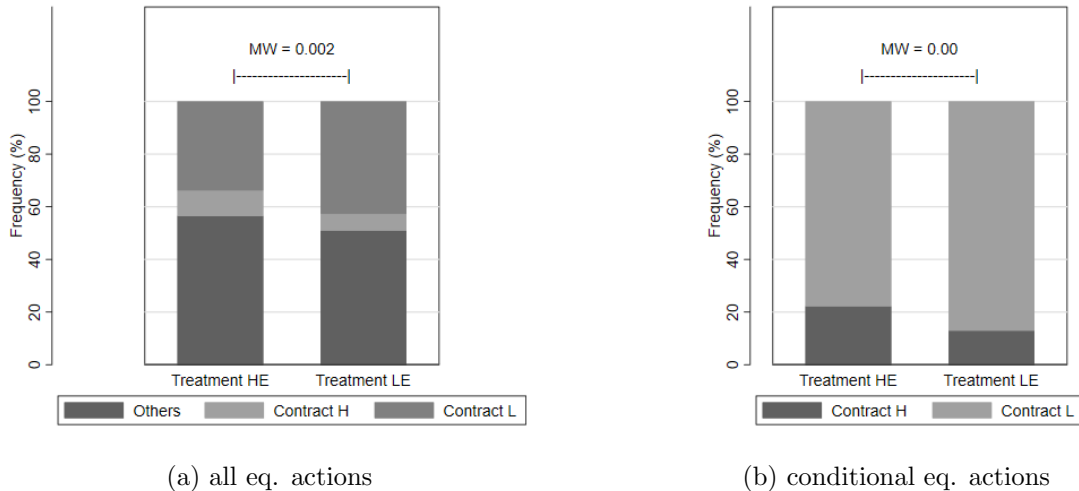 MW = 0.002
|---------------------|
Frequency (%)
100
80
60
40
20
0
Treatment HE Treatment LE
Others Contract H Contract L
(a) all eq. actions
MW = 0.00
|---------------------|
Frequency (%)
100
80
60
40
20
0
Treatment HE Treatment LE
Contract H Contract L
(b) conditional eq. actions